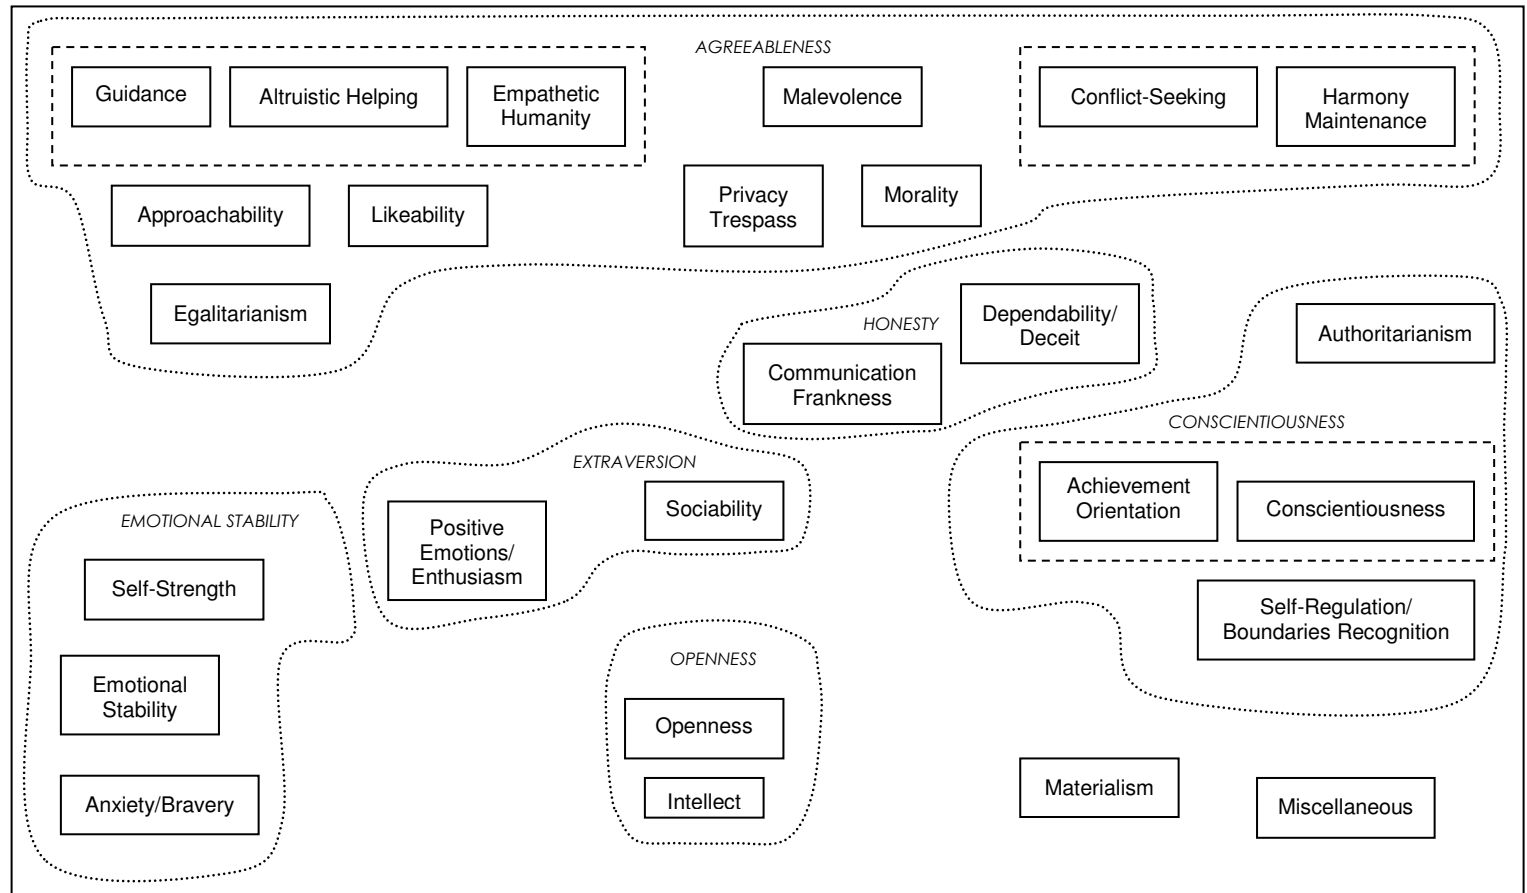 AGREEABLENESS
Guidance
Altruistic Helping
Empathetic
Humanity
Malevolence
Conflict-Seeking
Harmony
Maintenance
Approachability
Likeability
Privacy
Trespass
Morality
Egalitarianism
HONESTY
Dependability/
Deceit
Communication
Frankness
Authoritarianism
CONSCIENTIOUSNESS
Achievement
Orientation
Conscientiousness
Self-Regulation/
Boundaries Recognition
EXTRAVERSION
Sociability
Positive
Emotions/
Enthusiasm
EMOTIONAL STABILITY
Self-Strength
Emotional
Stability
Anxiety/Bravery
OPENNESS
Openness
Intellect
Materialism
Miscellaneous